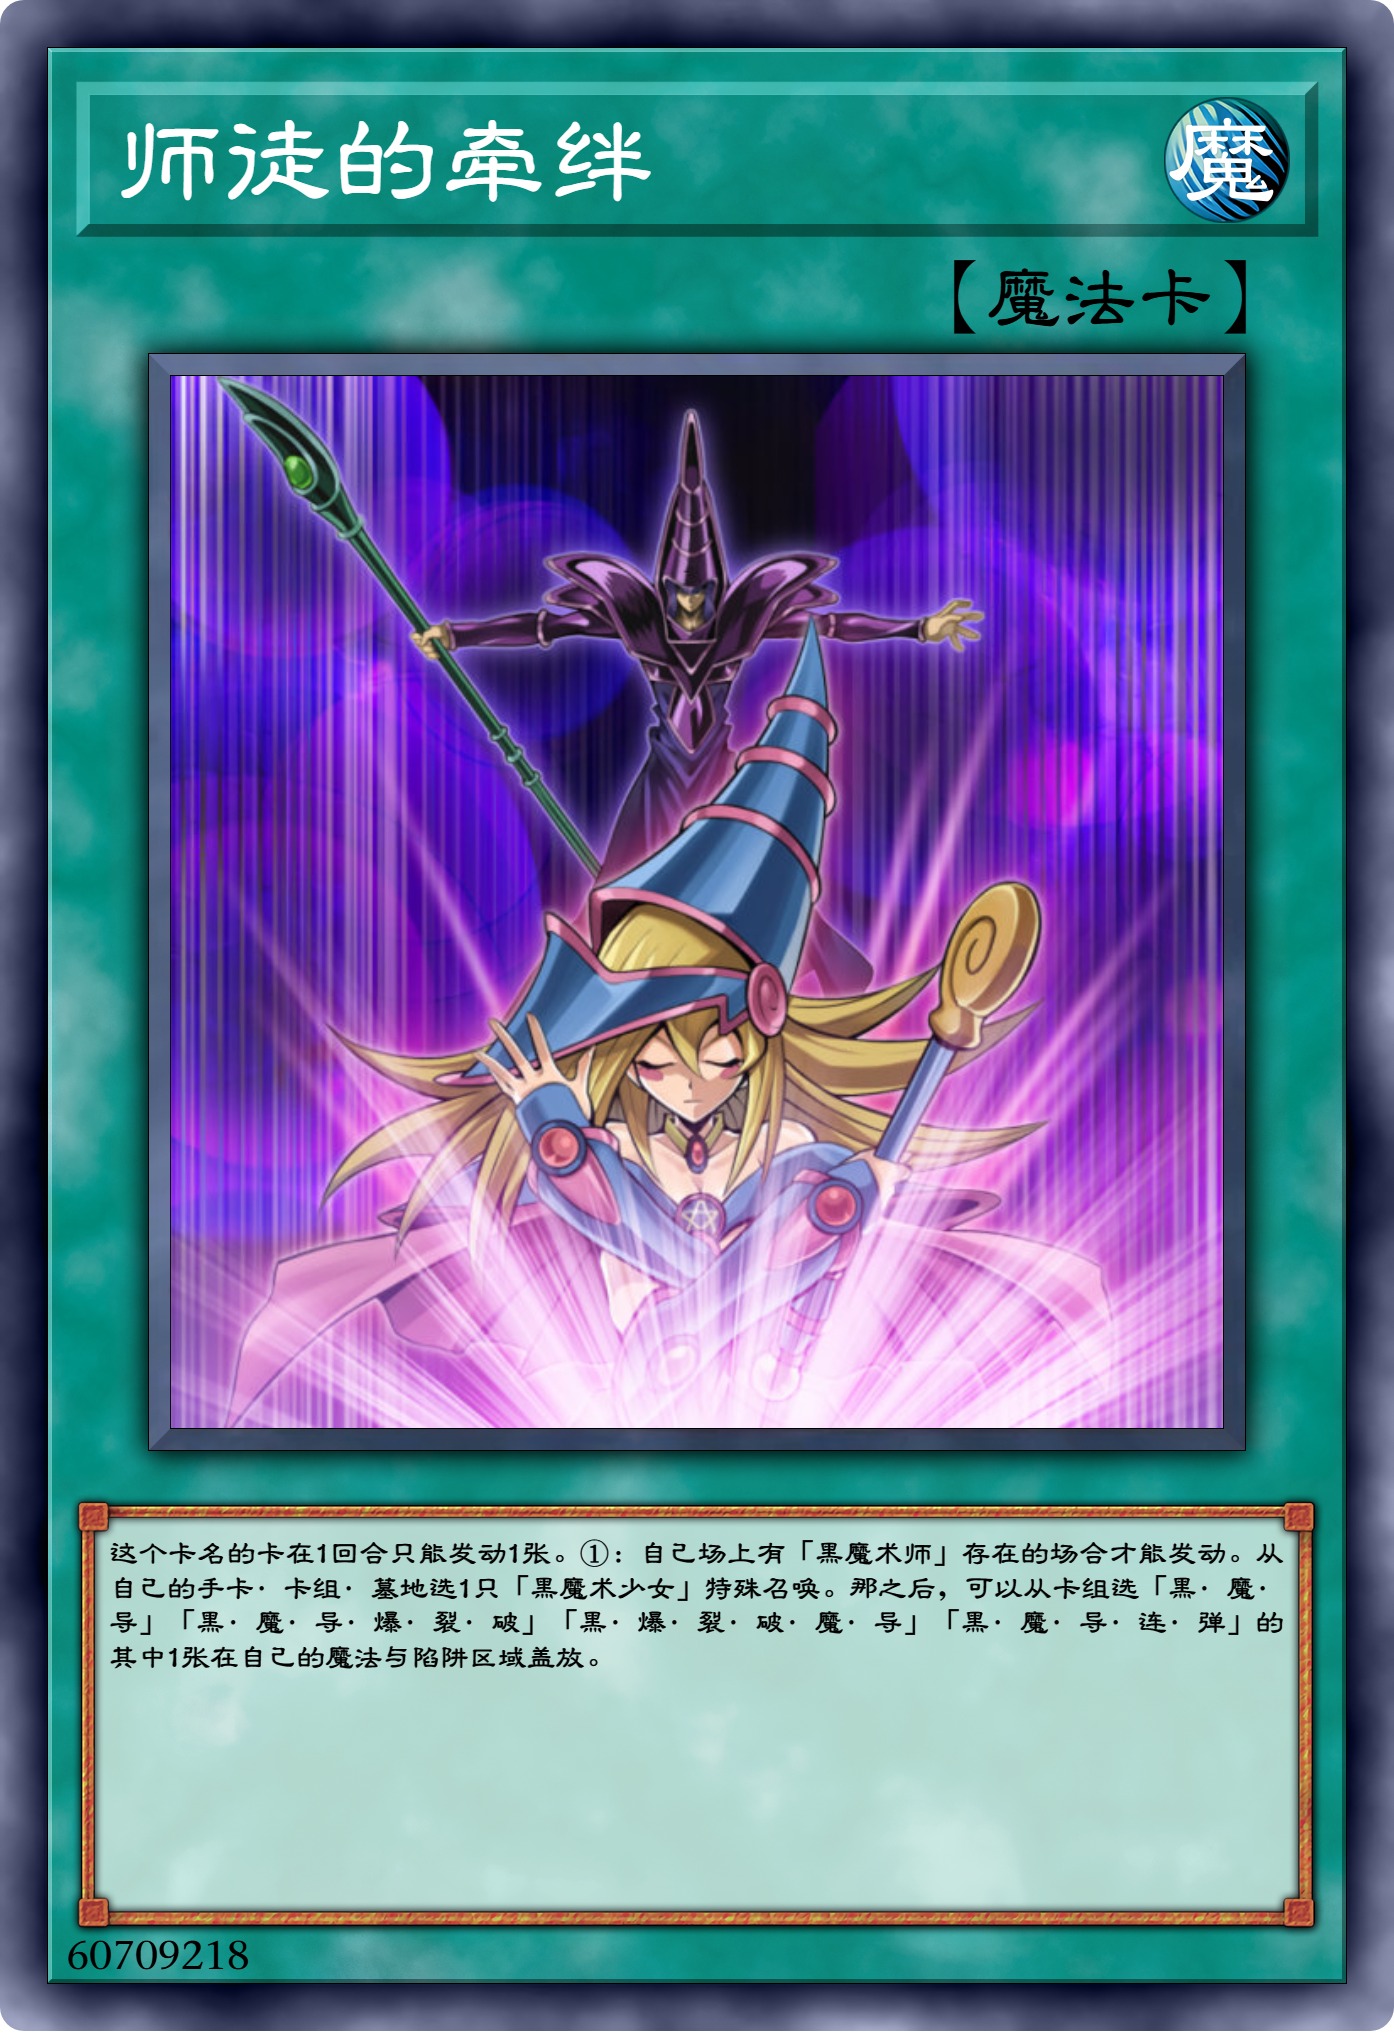 师徒的牵绊
魔
【魔法卡】
这个卡名的卡在1回合只能发动1张。①：自己场上有「黑魔术师」存在的场合才能发动。从
自己的手卡·卡组·墓地选1只「黑魔术少女」特殊召唤。那之后，可以从卡组选「黑·魔·
导」「黑·魔·导·爆·裂·破」「黑·爆·裂·破·魔·导」「黑·魔·导·连·弹」的
其中1张在自己的魔法与陷阱区域盖放。
60709218